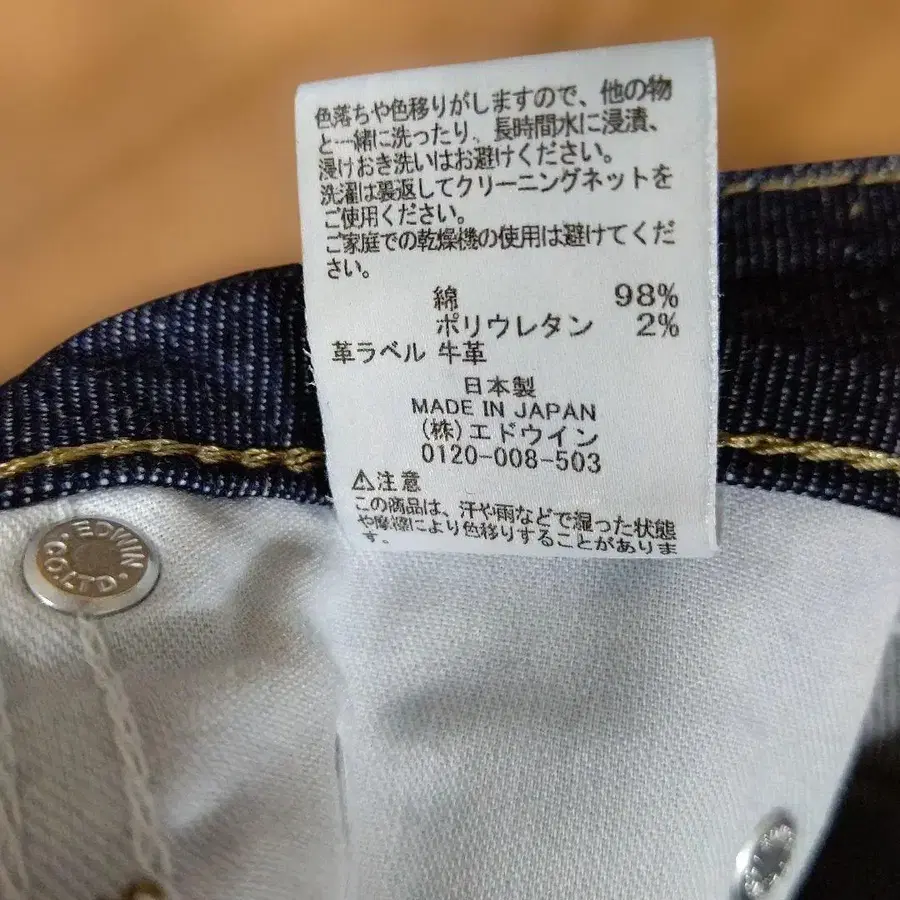 色落ちや色移りがしますので、他の物
と一緒に洗ったり、長時間水に浸漬、
浸けおき洗いはお避けください。
洗濯は裏返してクリーニングネットを
ご使用ください。
ご家庭での乾燥機の使用は避けてくだ
さい。
綿 98%
ポリウレタン 2%
革ラベル 牛革
日本製
MADE IN JAPAN
(株)エドウイン
0120-008-503
⚠注意
この商品は、汗や雨などで湿った状態
や摩擦により色移りすることがありま
す。
EDWIN
CO.LTD.